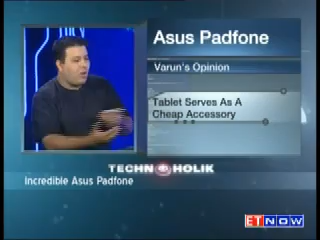 Asus Padfone
Varun's Opinion
Tablet Serves As A
Cheap Accessory
TECHNOHOLIK
Incredible Asus Padfone
ET NOW